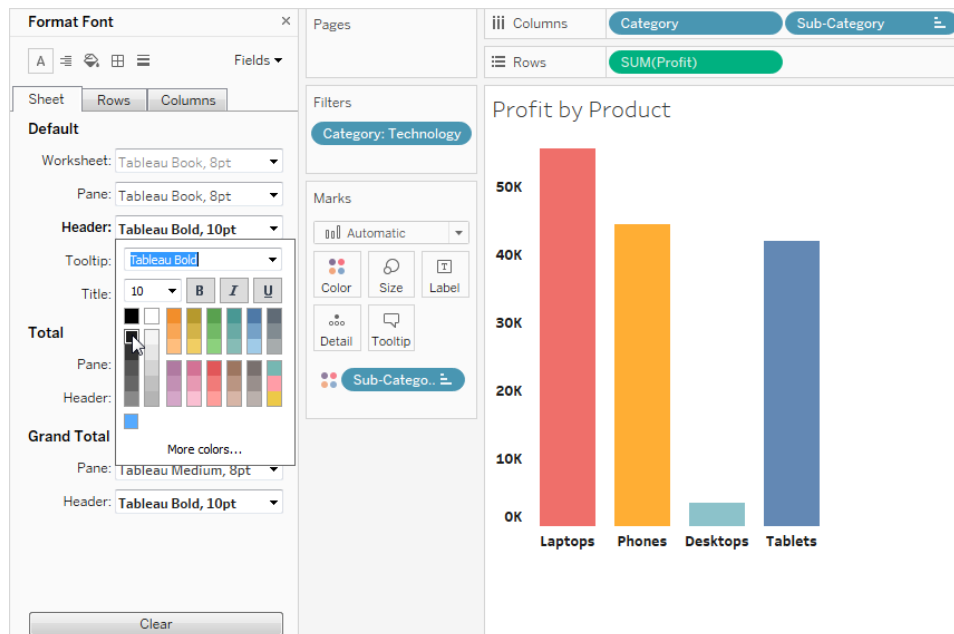 Format Font ×
A Fields
Sheet Rows Columns
Default
Worksheet: Tableau Book, 8pt
Pane: Tableau Book, 8pt
Header: Tableau Bold, 10pt
Tooltip: Tableau Bold
Title: 10 B I U
Total
Pane:
Header:
More colors...
Grand Total
Pane: Tableau Medium, 8pt
Header: Tableau Bold, 10pt
Clear
Pages
Filters
Category: Technology
Marks
Automatic
Color Size T Label
Detail Tooltip
Sub-Catego..
Columns Category Sub-Category
Rows SUM(Profit)
Profit by Product
50K
40K
30K
20K
10K
0K
Laptops Phones Desktops Tablets